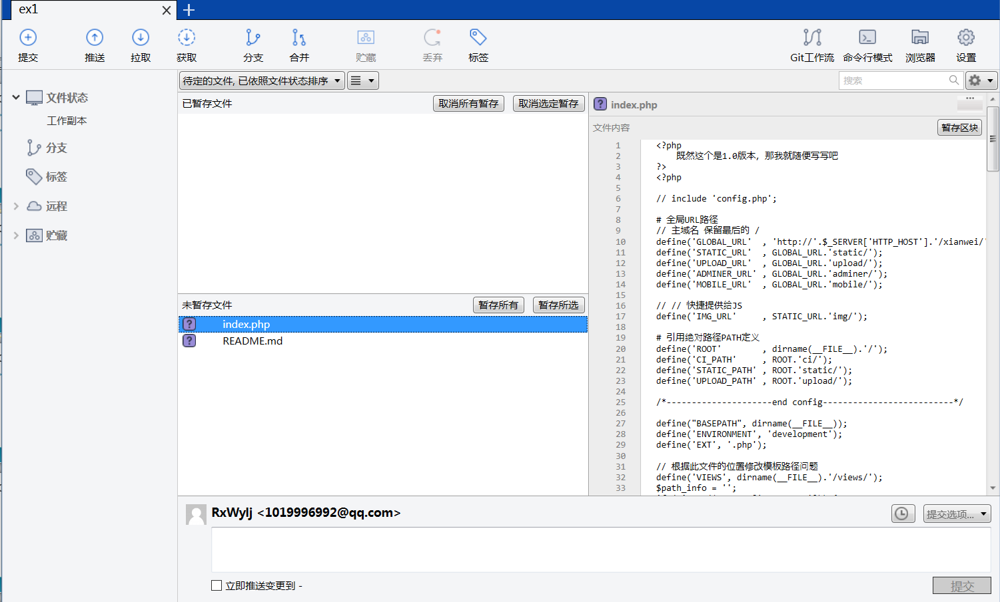 ex1
提交
推送
拉取
获取
分支
合并
贮藏
丢弃
标签
Git工作流
命令行模式
浏览器
设置
文件状态
工作副本
分支
标签
远程
贮藏
待定的文件, 已依照文件状态排序
搜索
已暂存文件
取消所有暂存
取消选定暂存
未暂存文件
暂存所有
暂存所选
index.php
README.md
index.php
文件内容
暂存区块
1 <?php
2 既然这个是1.0版本，那我就随便写写吧
3 ?>
4 <?php
5
6 // include 'config.php';
7
8 # 全局URL路径
9 // 主域名 保留最后的 /
10 define('GLOBAL_URL' , 'http://'.$_SERVER['HTTP_HOST'].'/xianwei/'
11 define('STATIC_URL' , GLOBAL_URL.'static/');
12 define('UPLOAD_URL' , GLOBAL_URL.'upload/');
13 define('ADMINER_URL' , GLOBAL_URL.'adminer/');
14 define('MOBILE_URL' , GLOBAL_URL.'mobile/');
15
16 // // 快捷提供给JS
17 define('IMG_URL' , STATIC_URL.'img/');
18
19 # 引用绝对路径PATH定义
20 define('ROOT' , dirname(__FILE__).'/');
21 define('CI_PATH' , ROOT.'ci/');
22 define('STATIC_PATH' , ROOT.'static/');
23 define('UPLOAD_PATH' , ROOT.'upload/');
24
25 /*---------------------end config--------------------------*/
26
27 define("BASEPATH", dirname(__FILE__));
28 define('ENVIRONMENT', 'development');
29 define('EXT', '.php');
30
31 // 根据此文件的位置修改模板路径问题
32 define('VIEWS', dirname(__FILE__).'/views/');
33 $path_info = '';
RxWylj <1019996992@qq.com>
提交选项...
立即推送变更到 -
提交